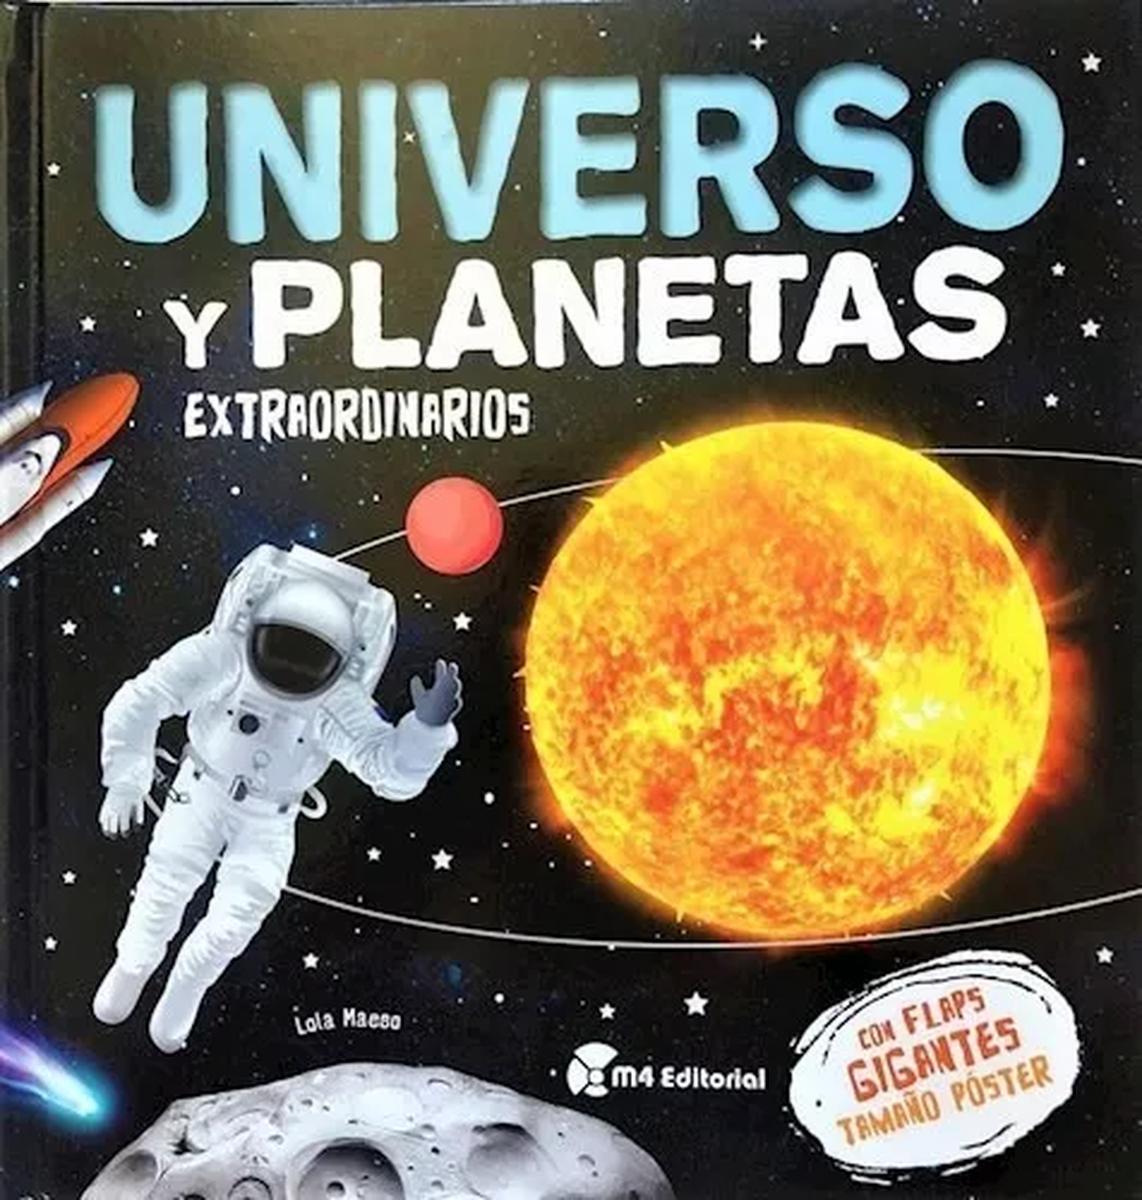 UNIVERSO
Y PLANETAS
EXTRAORDINARIOS
Lola Maeso
M4 Editorial
CON FLAPS
GIGANTES
TAMAÑO PÓSTER